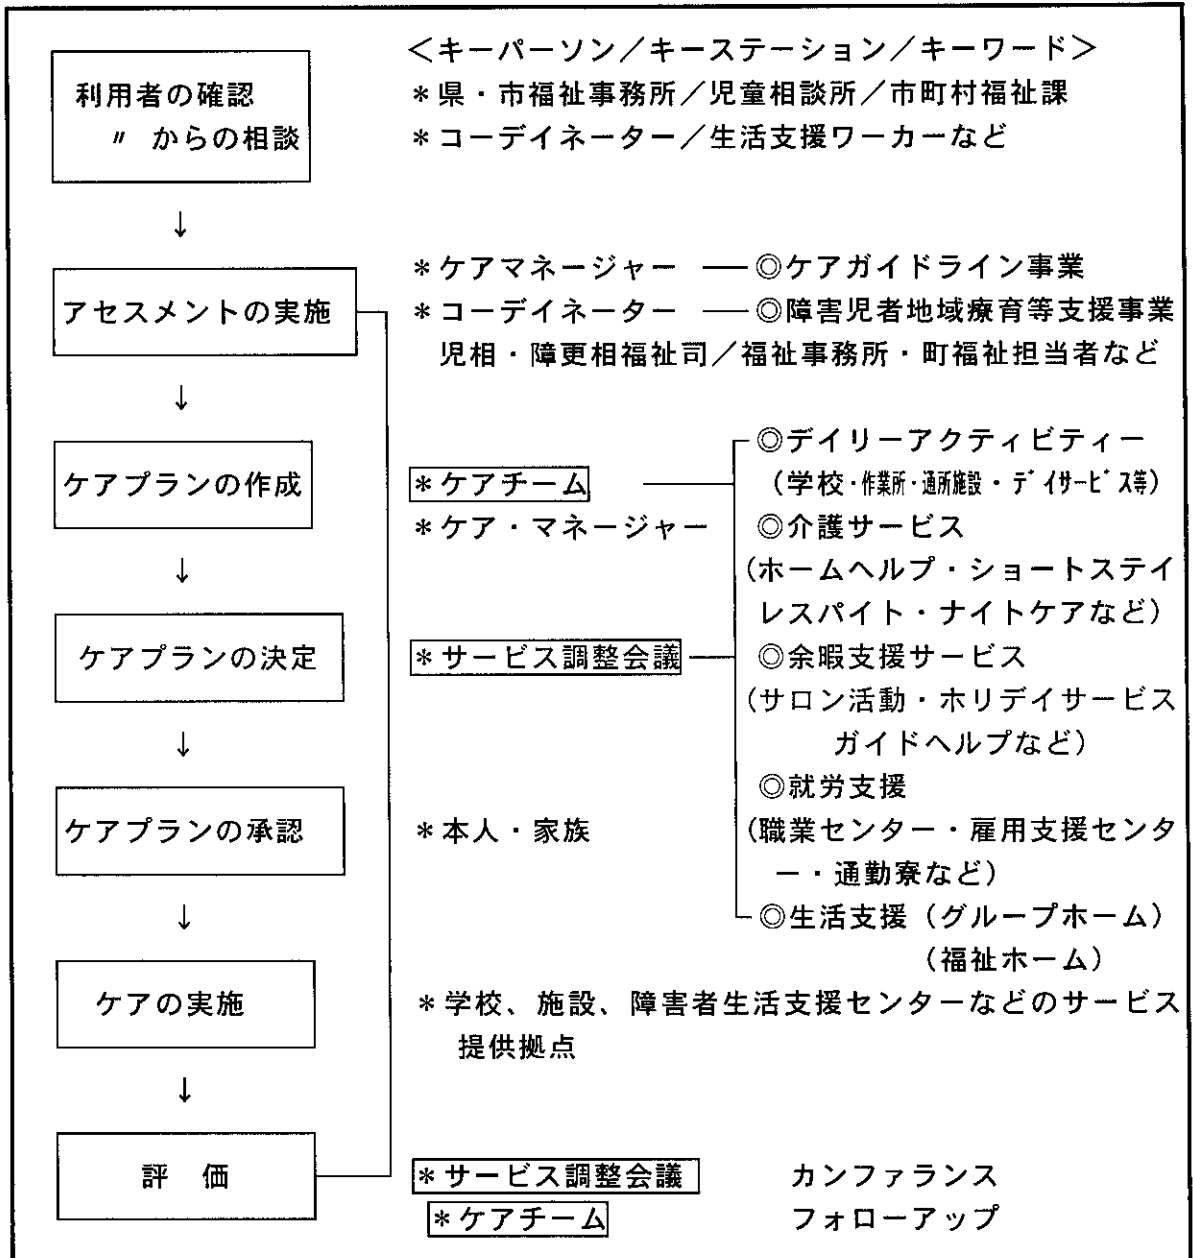 <キーパーソン/キーステーション/キーワード>
利用者の確認
〃 からの相談
*県・市福祉事務所/児童相談所/市町村福祉課
*コーデイネーター/生活支援ワーカーなど
↓
アセスメントの実施
*ケアマネージャー ―◎ケアガイドライン事業
*コーデイネーター ―◎障害児者地域療育等支援事業
児相・障更相福祉司/福祉事務所・町福祉担当者など
↓
ケアプランの作成
*ケアチーム
*ケア・マネージャー
◎デイリーアクティビティー
(学校・作業所・通所施設・デイサービス等)
◎介護サービス
(ホームヘルプ・ショートステイ
レスパイト・ナイトケアなど)
↓
ケアプランの決定
*サービス調整会議
◎余暇支援サービス
(サロン活動・ホリデイサービス
ガイドヘルプなど)
↓
ケアプランの承認
*本人・家族
◎就労支援
(職業センター・雇用支援センタ
ー・通勤寮など)
◎生活支援(グループホーム)
(福祉ホーム)
↓
ケアの実施
*学校、施設、障害者生活支援センターなどのサービス
提供拠点
↓
評 価
*サービス調整会議 カンファランス
*ケアチーム フォローアップ